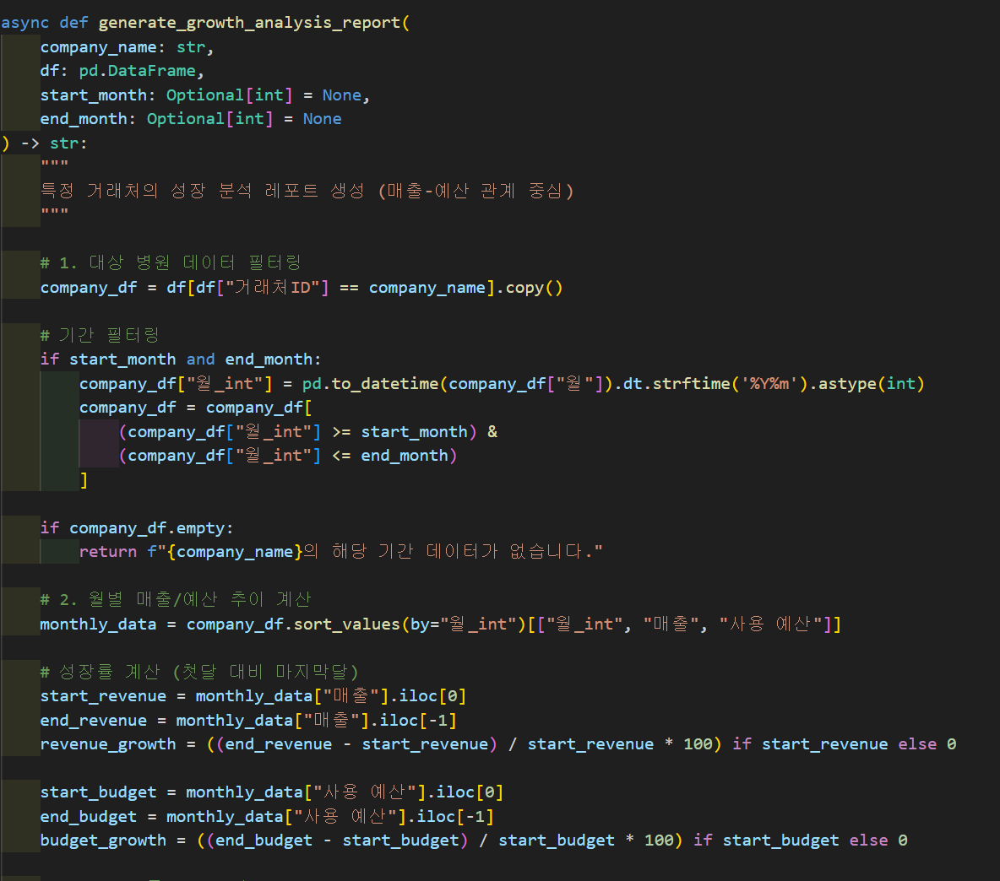 async def generate_growth_analysis_report(
    company_name: str,
    df: pd.DataFrame,
    start_month: Optional[int] = None,
    end_month: Optional[int] = None
) -> str:
    """
    특정 거래처의 성장 분석 레포트 생성 (매출-예산 관계 중심)
    """
    # 1. 대상 병원 데이터 필터링
    company_df = df[df["거래처ID"] == company_name].copy()
    # 기간 필터링
    if start_month and end_month:
        company_df["월_int"] = pd.to_datetime(company_df["월"]).dt.strftime('%Y%m').astype(int)
        company_df = company_df[
            (company_df["월_int"] >= start_month) &
            (company_df["월_int"] <= end_month)
        ]
    if company_df.empty:
        return f"{company_name}의 해당 기간 데이터가 없습니다."
    # 2. 월별 매출/예산 추이 계산
    monthly_data = company_df.sort_values(by="월_int")[["월_int", "매출", "사용 예산"]]
    # 성장률 계산 (첫달 대비 마지막달)
    start_revenue = monthly_data["매출"].iloc[0]
    end_revenue = monthly_data["매출"].iloc[-1]
    revenue_growth = ((end_revenue - start_revenue) / start_revenue * 100) if start_revenue else 0
    start_budget = monthly_data["사용 예산"].iloc[0]
    end_budget = monthly_data["사용 예산"].iloc[-1]
    budget_growth = ((end_budget - start_budget) / start_budget * 100) if start_budget else 0